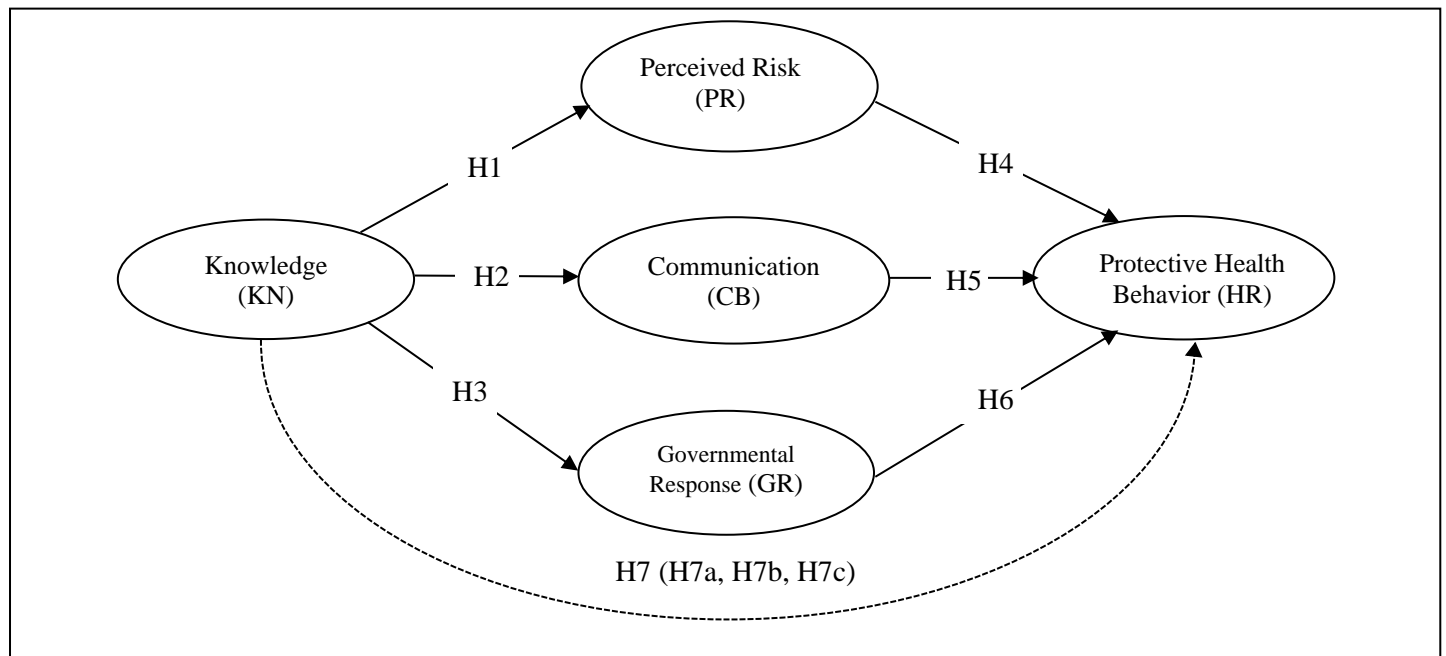 Perceived Risk
(PR)
H1
H4
Knowledge
(KN)
H2
Communication
(CB)
H5
Protective Health
Behavior (HR)
H3
H6
Governmental
Response (GR)
H7 (H7a, H7b, H7c)